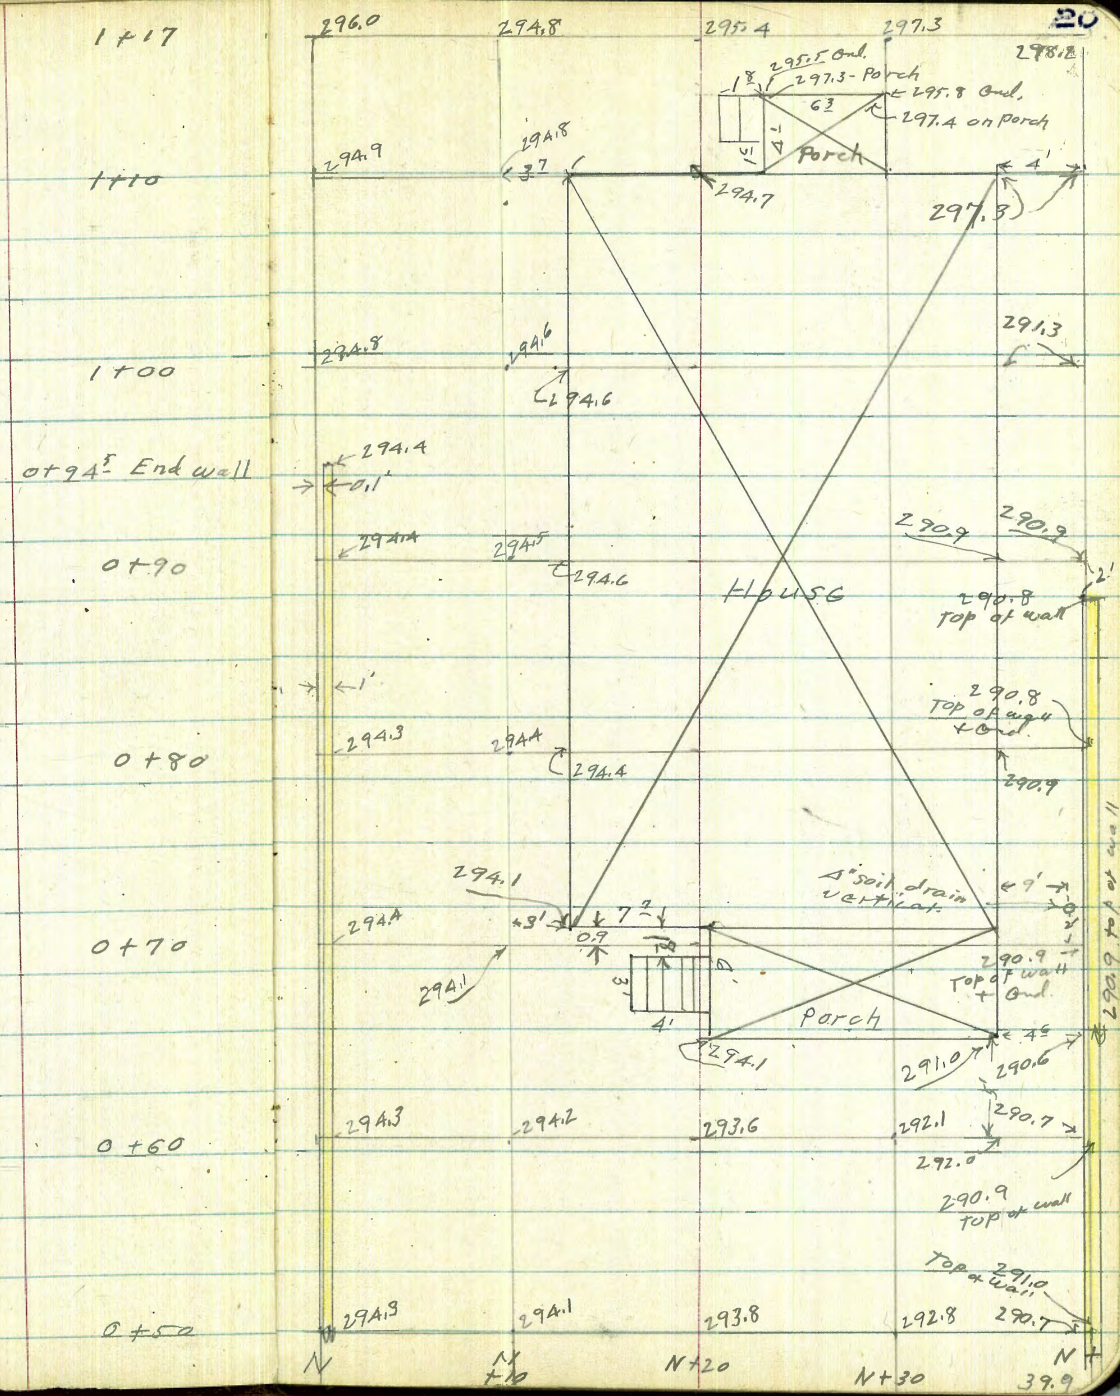 20
1+17 296.0 294.8 295.4 297.3 298.2
295.5 Gnd.
297.3 - Porch
1 8 6 3 295.8 Gnd.
297.4 on Porch
4 1 Porch
294.8
294.9 3 7 4'
1+10
294.7 297.3
291.3
294.8 294.6
1+00
294.6
294.4
0+94 5 End wall
0.1'
290.9 290.9
294.4 294.5
0+90 294.6 2'
House 290.8
Top of wall
1' 290.8
Top of wall
+ Gnd.
294.3 294.4
0+80 294.4 290.9
290.9 top of wall
294.1 4" soil drain
vertical 9'
294.4 3' 7 2
0+70 0.9
294.1 3' 6' 290.9
Top of wall
+ Gnd.
4' Porch 4 6
294.1 291.0 290.6
5'
294.3 294.2 293.6 292.1 290.7
0+60 292.0
290.9
Top of wall
Top of wall 291.0
294.3 294.1 293.8 292.8 290.7
0+50
N N+10 N+20 N+30 N+39.9